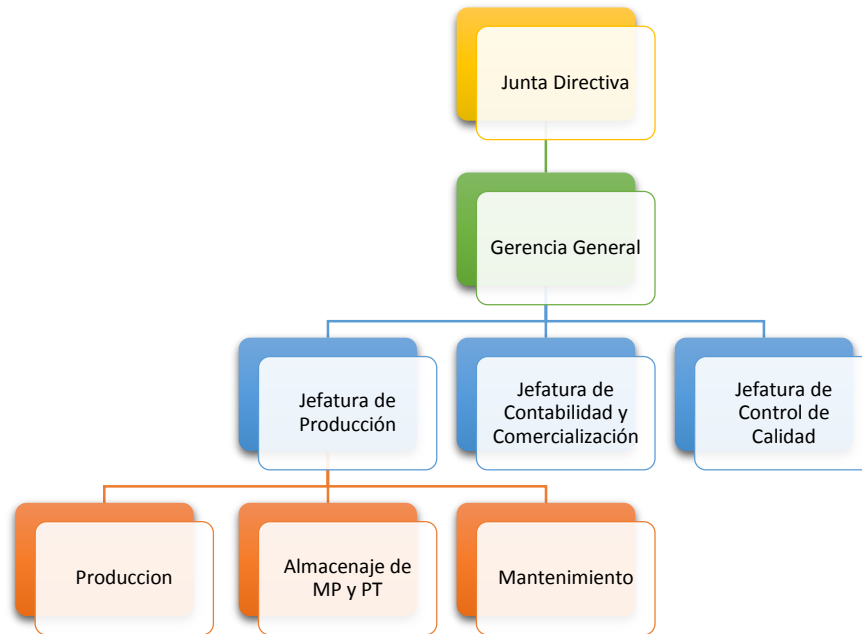 Junta Directiva
Gerencia General
Jefatura de
Producción
Jefatura de
Contabilidad y
Comercialización
Jefatura de
Control de
Calidad
Produccion
Almacenaje de
MP y PT
Mantenimiento